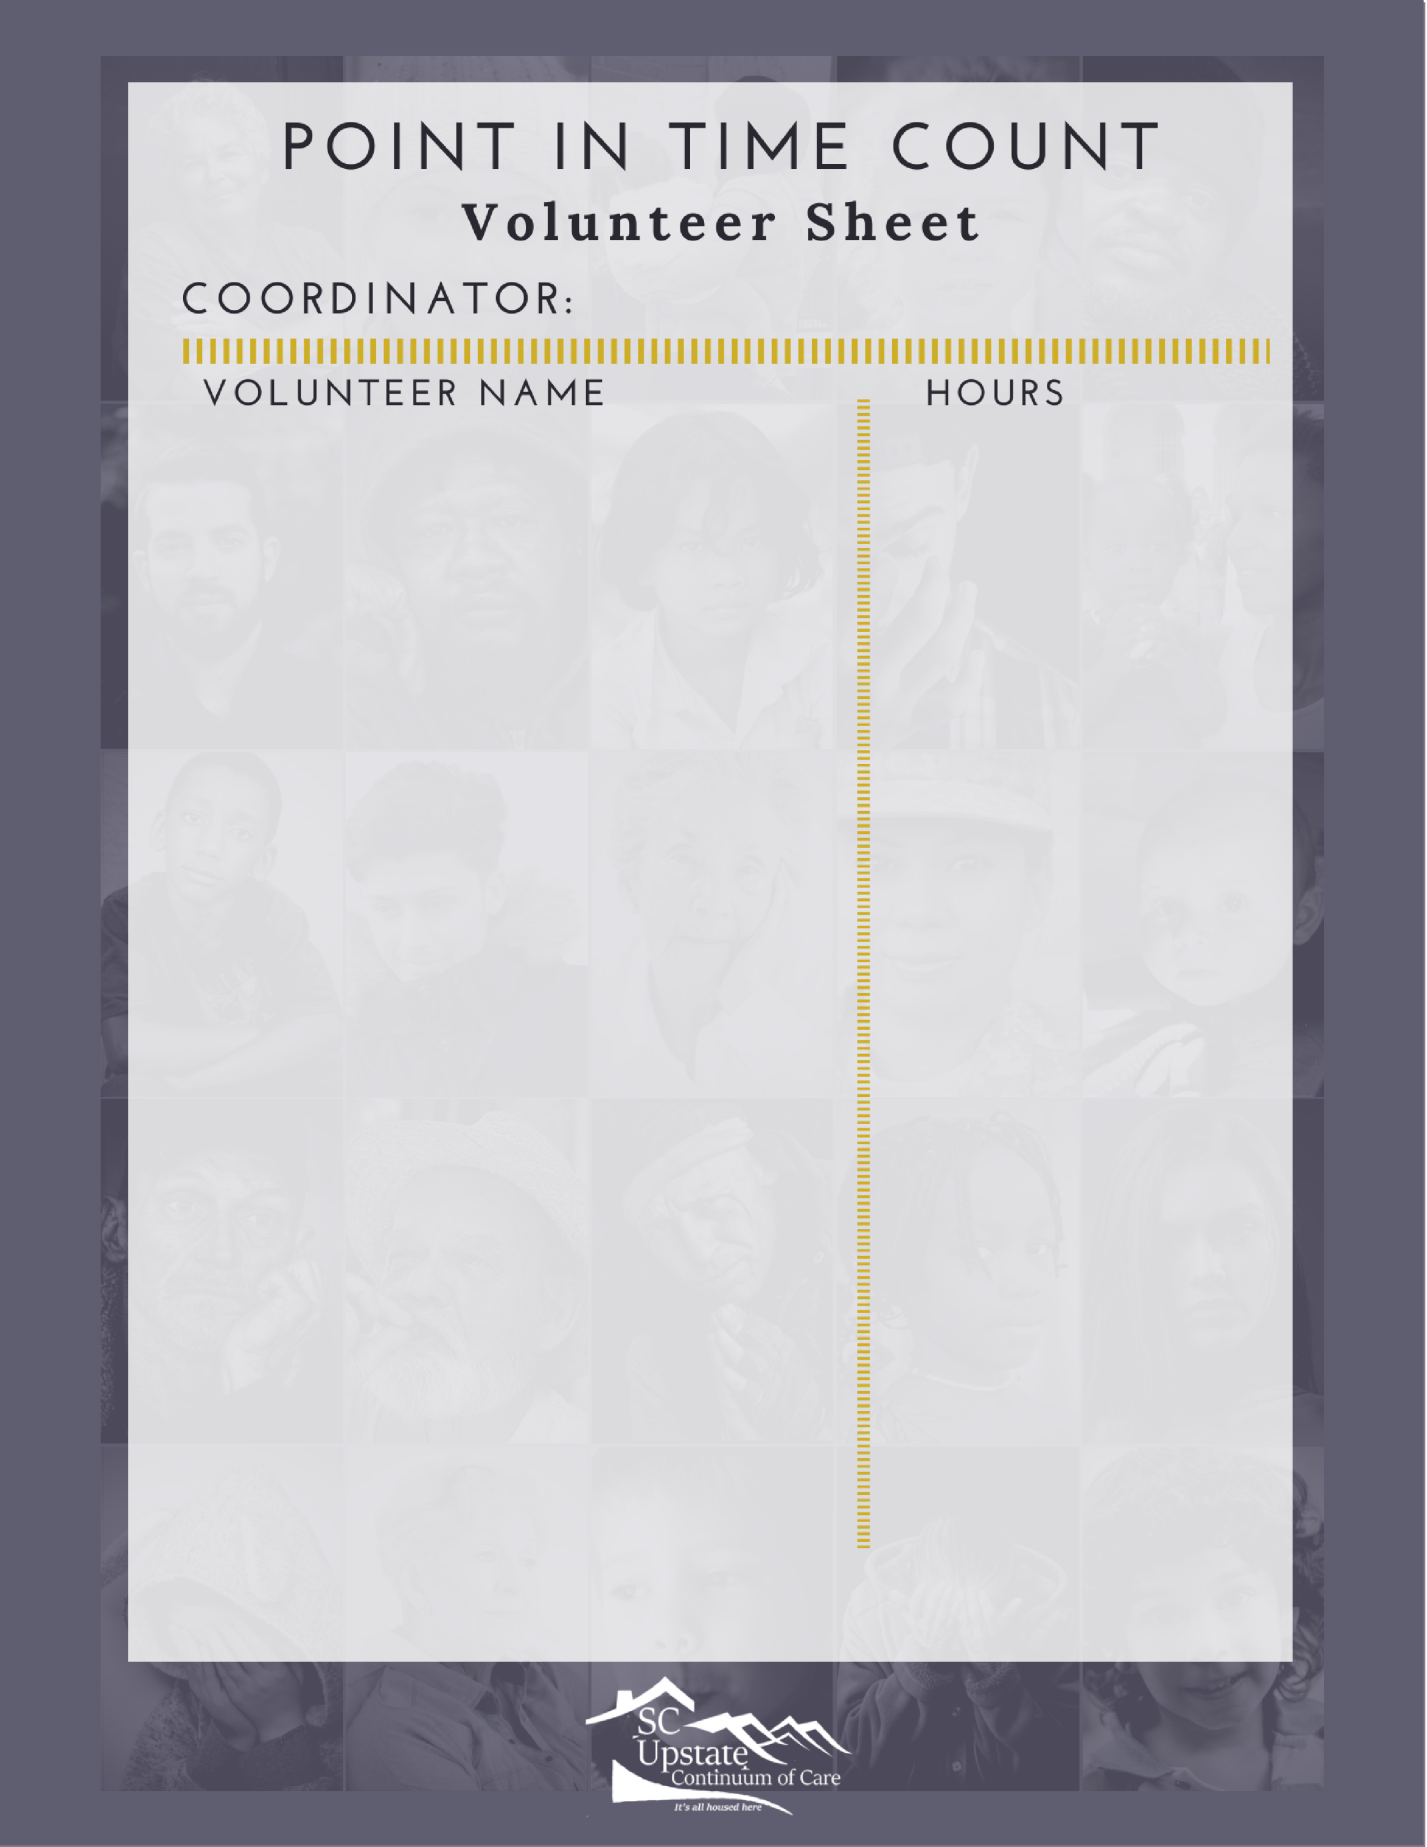 POINT IN TIME COUNT
Volunteer Sheet
COORDINATOR:
VOLUNTEER NAME HOURS
SC
Upstate
Continuum of Care
It's all housed here